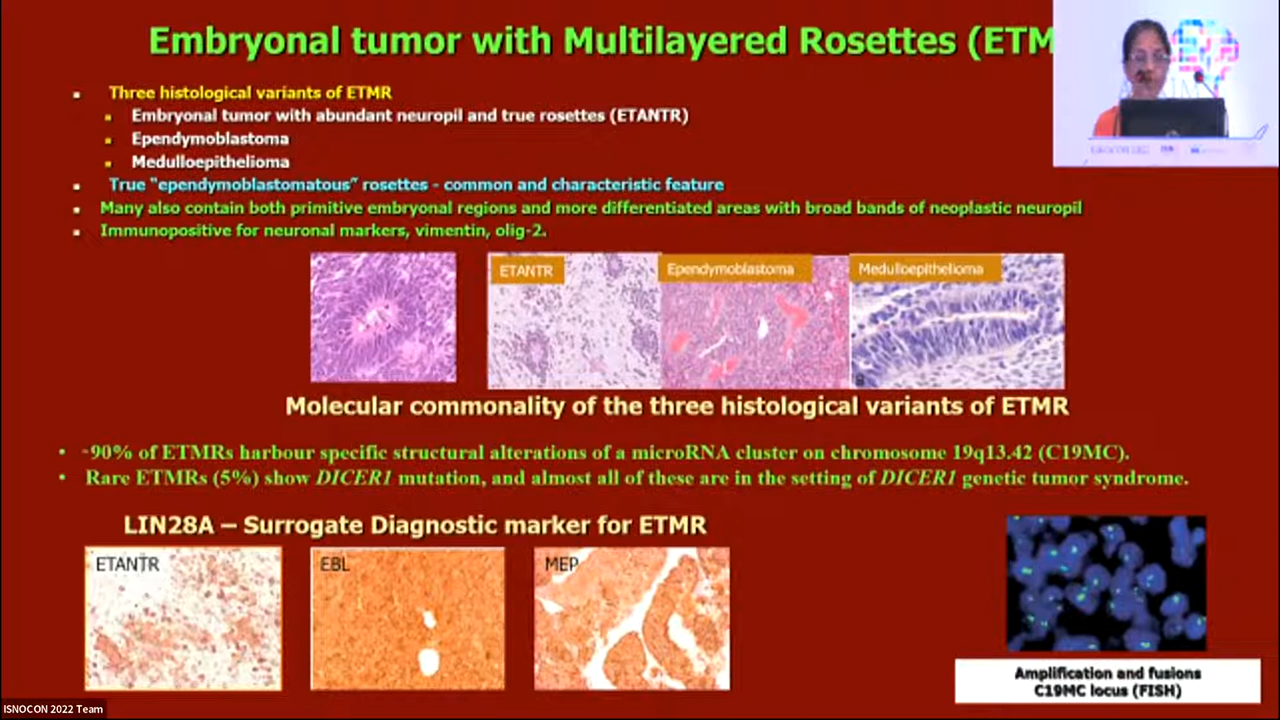 Embryonal tumor with Multilayered Rosettes (ETM
Three histological variants of ETMR
Embryonal tumor with abundant neuropil and true rosettes (ETANTR)
Ependymoblastoma
Medulloepithelioma
True “ependymoblastomatous” rosettes - common and characteristic feature
Many also contain both primitive embryonal regions and more differentiated areas with broad bands of neoplastic neuropil
Immunopositive for neuronal markers, vimentin, olig-2.
ETANTR
Ependymoblastoma
Medulloepithelioma
Molecular commonality of the three histological variants of ETMR
~90% of ETMRs harbour specific structural alterations of a microRNA cluster on chromosome 19q13.42 (C19MC).
Rare ETMRs (5%) show DICER1 mutation, and almost all of these are in the setting of DICER1 genetic tumor syndrome.
LIN28A – Surrogate Diagnostic marker for ETMR
ETANTR
EBL
MEP
Amplification and fusions
C19MC locus (FISH)
ISNOCON 2022 Team